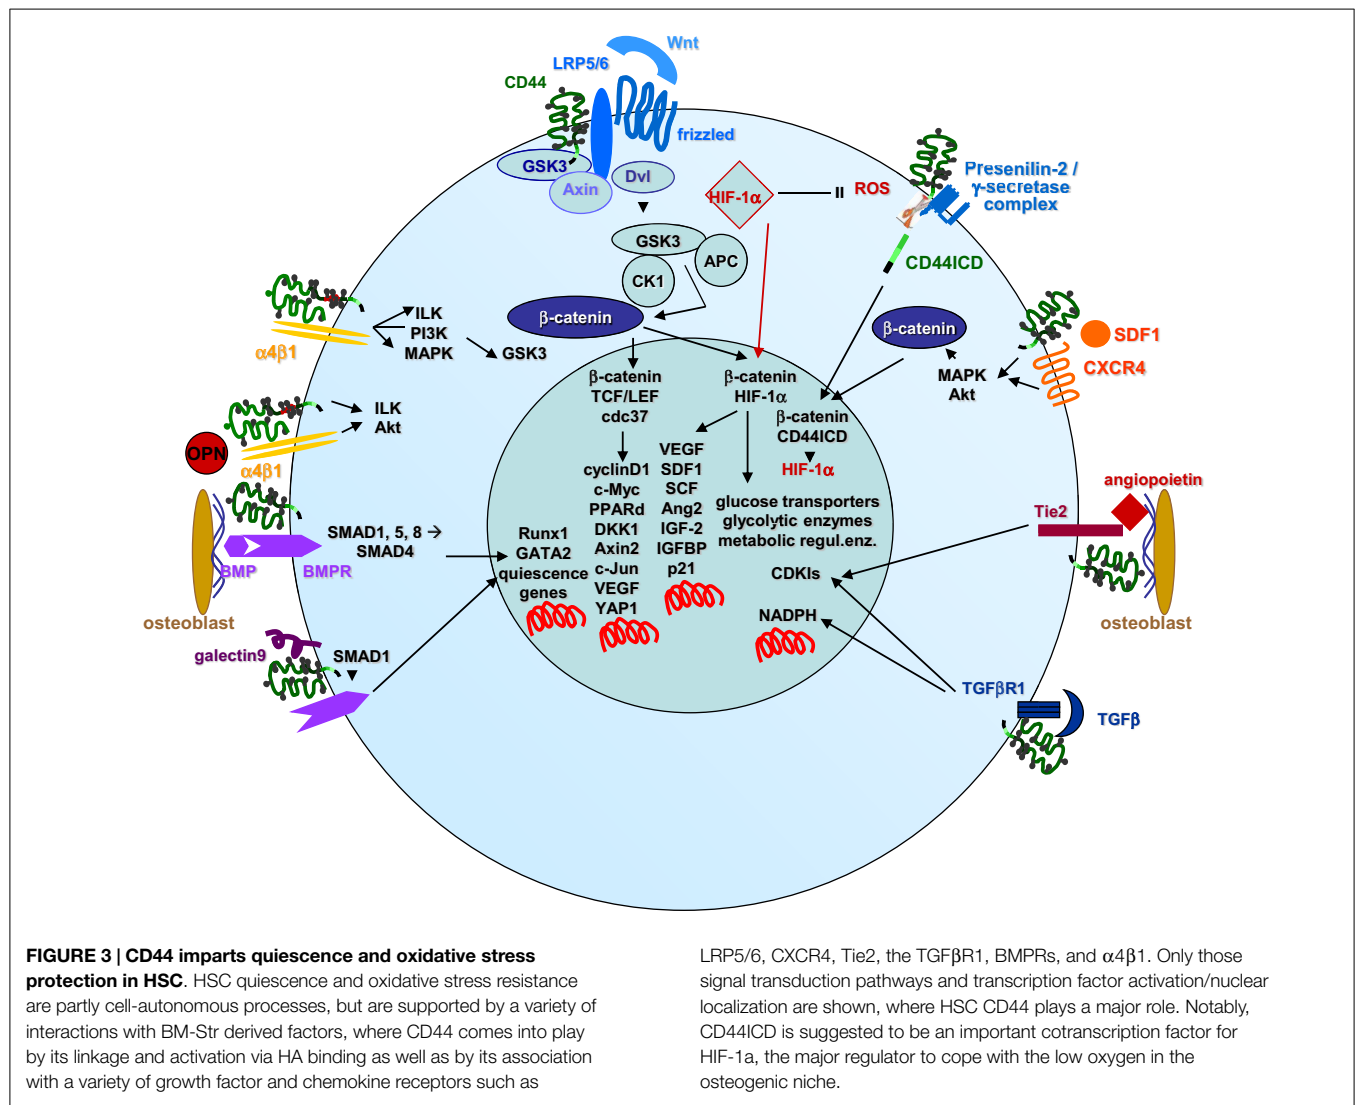 Wnt
LRP5/6
CD44
frizzled
GSK3
Axin
Dvl
HIF-1α
II
ROS
Presenilin-2 /
γ-secretase
complex
CD44ICD
GSK3
APC
CK1
β-catenin
α4β1
ILK
PI3K
MAPK
GSK3
β-catenin
SDF1
CXCR4
MAPK
Akt
β-catenin
TCF/LEF
cdc37
β-catenin
HIF-1α
β-catenin
CD44ICD
HIF-1α
OPN
α4β1
ILK
Akt
cyclinD1
c-Myc
PPARd
DKK1
Axin2
c-Jun
VEGF
YAP1
VEGF
SDF1
SCF
Ang2
IGF-2
IGFBP
p21
glucose transporters
glycolytic enzymes
metabolic regul.enz.
CDKIs
NADPH
Runx1
GATA2
quiescence
genes
SMAD1, 5, 8 →
SMAD4
BMP
BMPR
osteoblast
galectin9
SMAD1
angiopoietin
Tie2
osteoblast
TGFβR1
TGFβ
FIGURE 3 | CD44 imparts quiescence and oxidative stress
protection in HSC. HSC quiescence and oxidative stress resistance
are partly cell-autonomous processes, but are supported by a variety of
interactions with BM-Str derived factors, where CD44 comes into play
by its linkage and activation via HA binding as well as by its association
with a variety of growth factor and chemokine receptors such as
LRP5/6, CXCR4, Tie2, the TGFβR1, BMPRs, and α4β1. Only those
signal transduction pathways and transcription factor activation/nuclear
localization are shown, where HSC CD44 plays a major role. Notably,
CD44ICD is suggested to be an important cotranscription factor for
HIF-1a, the major regulator to cope with the low oxygen in the
osteogenic niche.